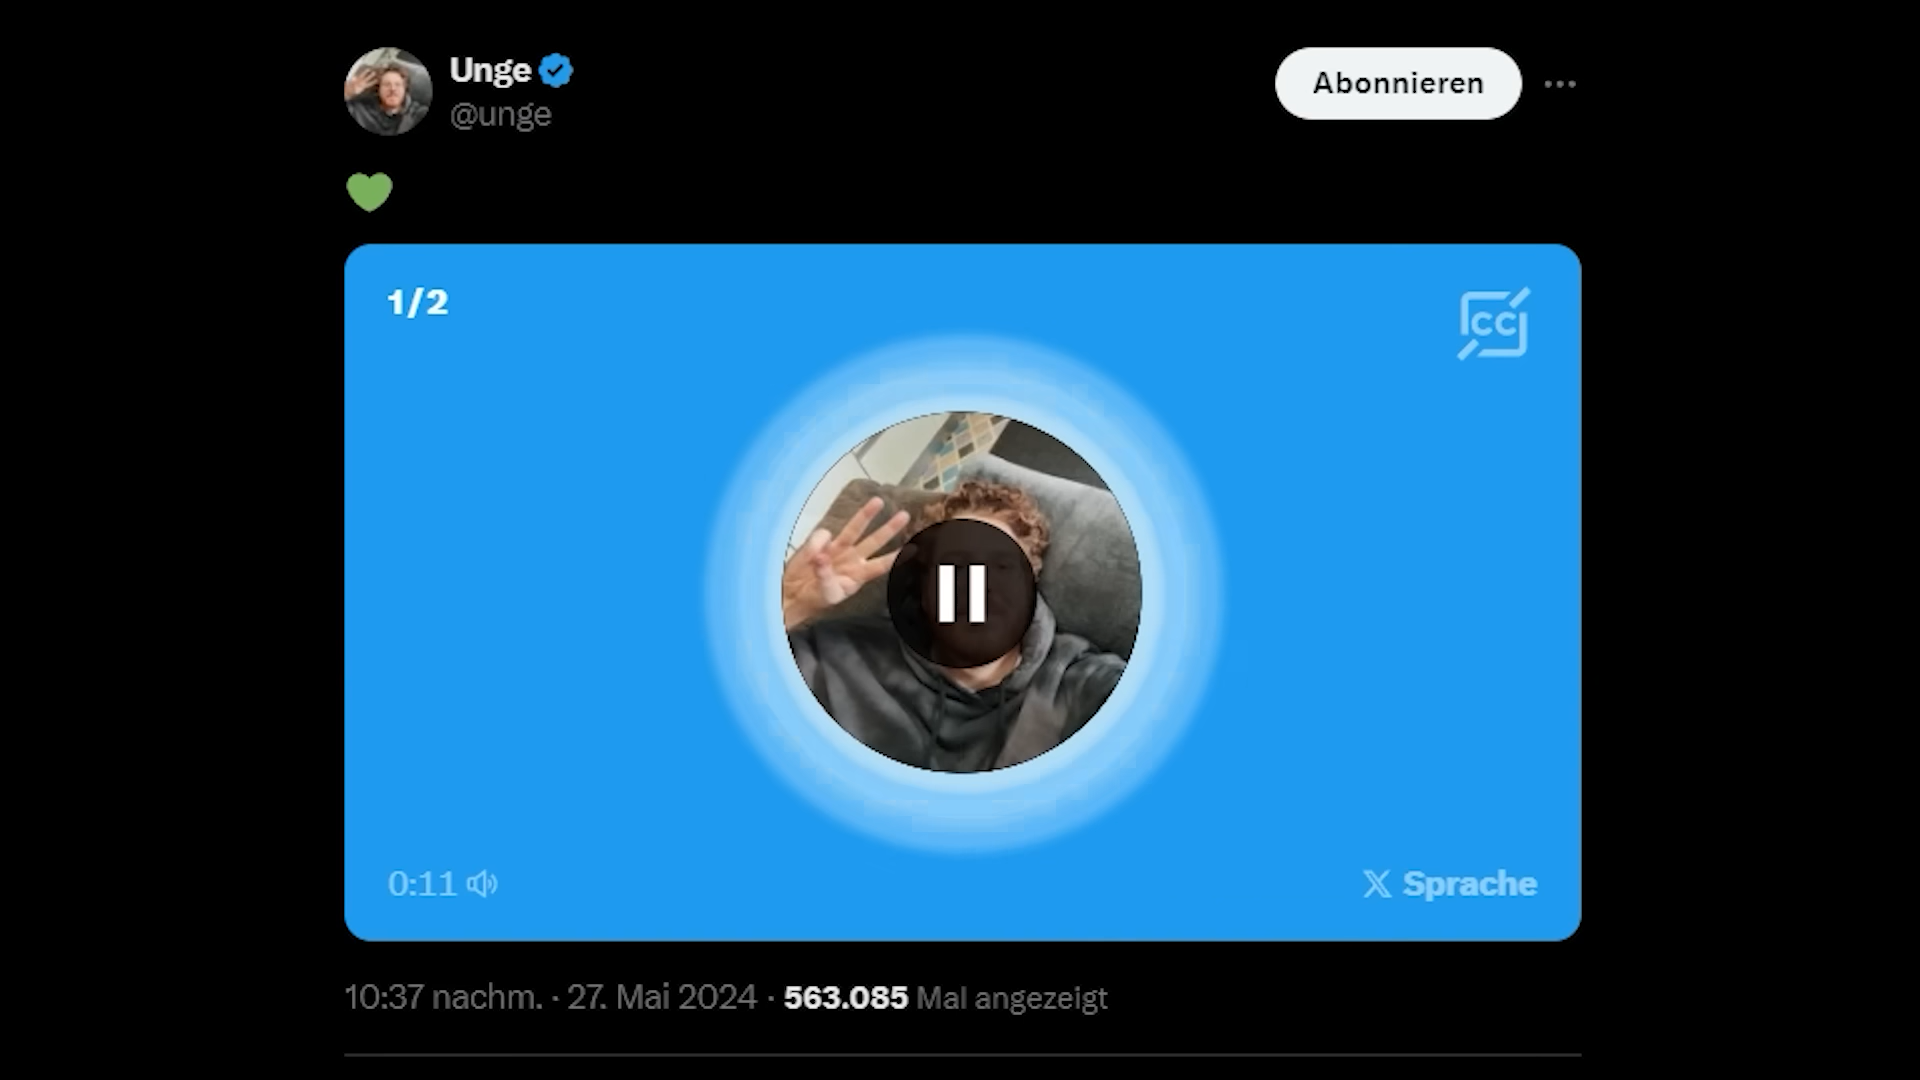 Unge
@unge
Abonnieren
💚
1/2
CC
0:11
X Sprache
10:37 nachm. · 27. Mai 2024 · 563.085 Mal angezeigt